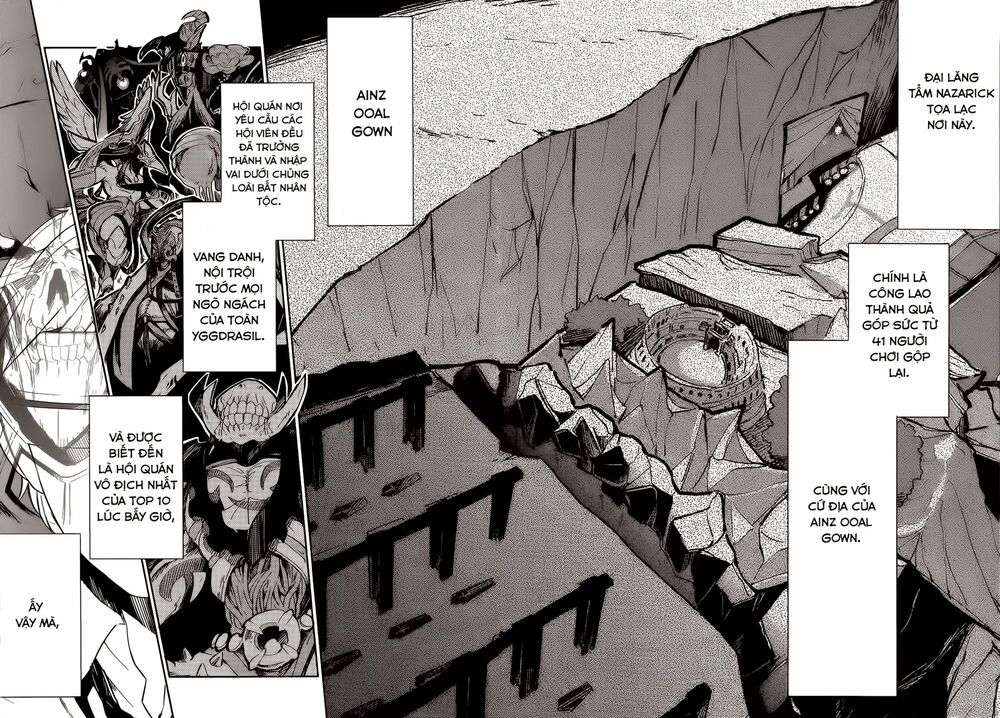 ĐẠI LĂNG
TẨM NAZARICK
TỌA LẠC
NƠI NÀY.
CHÍNH LÀ
CÔNG LAO
THÀNH QUẢ
GÓP SỨC TỪ
41 NGƯỜI
CHƠI GỘP
LẠI.
CÙNG VỚI
CỨ ĐỊA CỦA
AINZ OOAL
GOWN.
AINZ
OOAL
GOWN
HỘI QUÁN NƠI
YÊU CẦU CÁC
HỘI VIÊN ĐỀU
ĐÃ TRƯỞNG
THÀNH VÀ NHẬP
VAI DƯỚI CHỦNG
LOÀI BẤT NHÂN
TỘC.
VANG DANH,
NỘI TRỘI
TRƯỚC MỌI
NGÕ NGÁCH
CỦA TOÀN
YGGDRASIL.
VÀ ĐƯỢC
BIẾT ĐẾN
LÀ HỘI QUÁN
VÔ ĐỊCH NHẤT
CỦA TOP 10
LÚC BẤY GIỜ,
ẤY
VẬY MÀ,